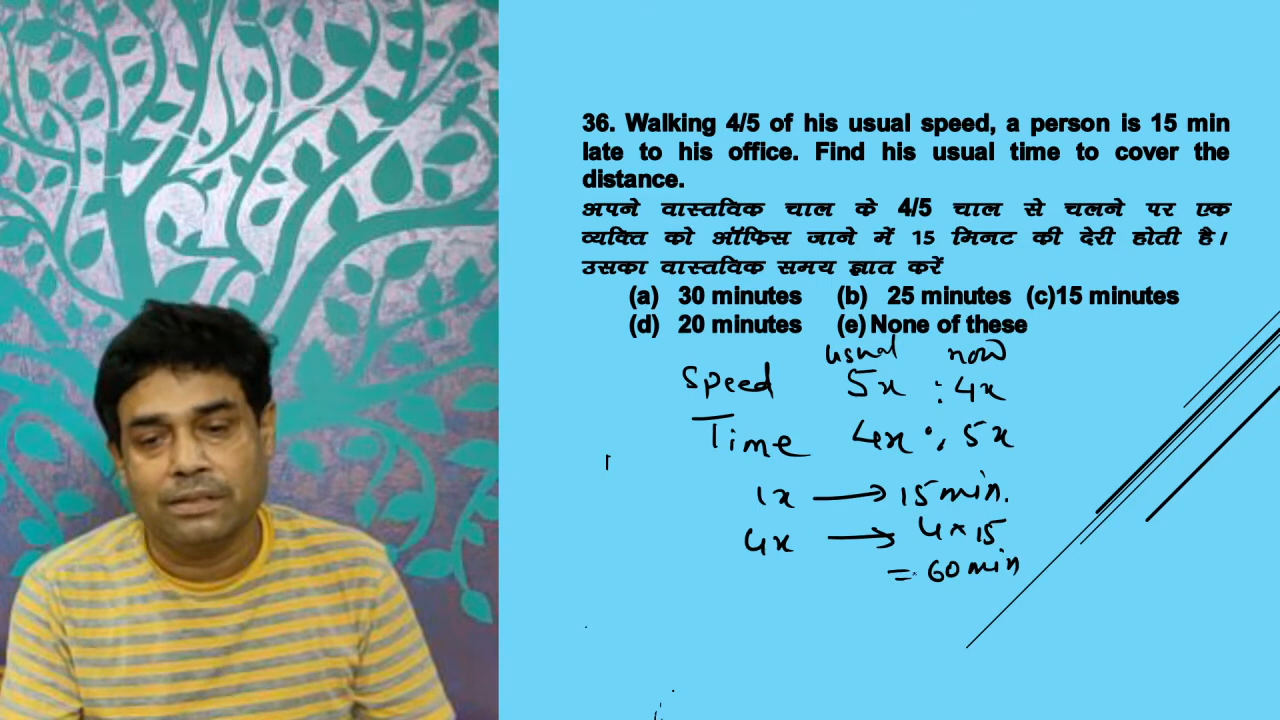 36. Walking 4/5 of his usual speed, a person is 15 min
late to his office. Find his usual time to cover the
distance.
अपने वास्तविक चाल के 4/5 चाल से चलने पर एक
व्यक्ति को ऑफिस जाने में 15 मिनट की देरी होती है।
उसका वास्तविक समय ज्ञात करें
(a) 30 minutes (b) 25 minutes (c)15 minutes
(d) 20 minutes (e) None of these
usual now
Speed 5x : 4x
Time 4x : 5x
1x → 15 min.
4x → 4×15
= 60 min